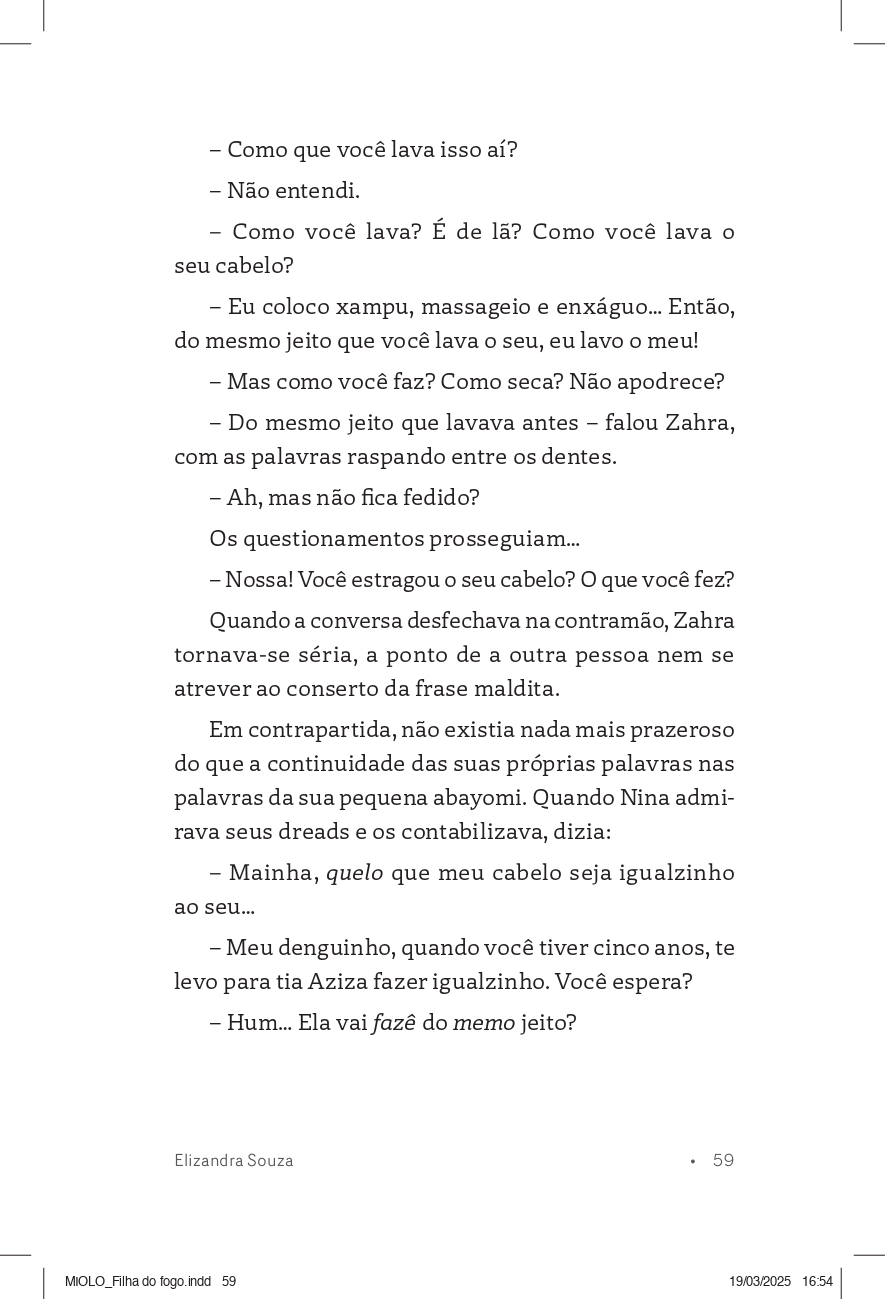 – Como que você lava isso aí?
– Não entendi.
– Como você lava? É de lã? Como você lava o
seu cabelo?
– Eu coloco xampu, massageio e enxáguo... Então,
do mesmo jeito que você lava o seu, eu lavo o meu!
– Mas como você faz? Como seca? Não apodrece?
– Do mesmo jeito que lavava antes – falou Zahra,
com as palavras raspando entre os dentes.
– Ah, mas não fica fedido?
Os questionamentos prosseguiam...
– Nossa! Você estragou o seu cabelo? O que você fez?
Quando a conversa desfechava na contramão, Zahra
tornava-se séria, a ponto de a outra pessoa nem se
atrever ao conserto da frase maldita.
Em contrapartida, não existia nada mais prazeroso
do que a continuidade das suas próprias palavras nas
palavras da sua pequena abayomi. Quando Nina admi-
rava seus dreads e os contabilizava, dizia:
– Mainha, quelo que meu cabelo seja igualzinho
ao seu...
– Meu denguinho, quando você tiver cinco anos, te
levo para tia Aziza fazer igualzinho. Você espera?
– Hum... Ela vai fazê do memo jeito?
Elizandra Souza • 59
MIOLO_Filha do fogo.indd 59 19/03/2025 16:54